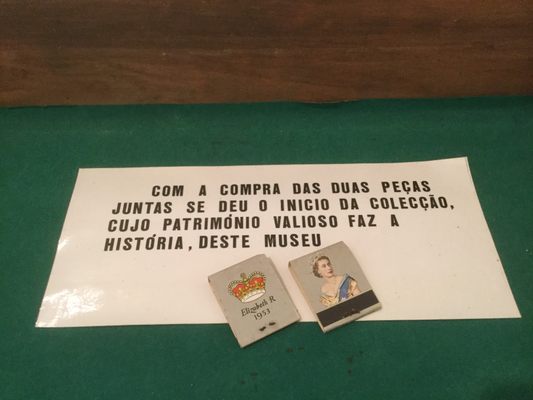 COM A COMPRA DAS DUAS PEÇAS
JUNTAS SE DEU O INICIO DA COLECÇÃO,
CUJO PATRIMÓNIO VALIOSO FAZ A
HISTÓRIA, DESTE MUSEU
Elizabeth R
1953